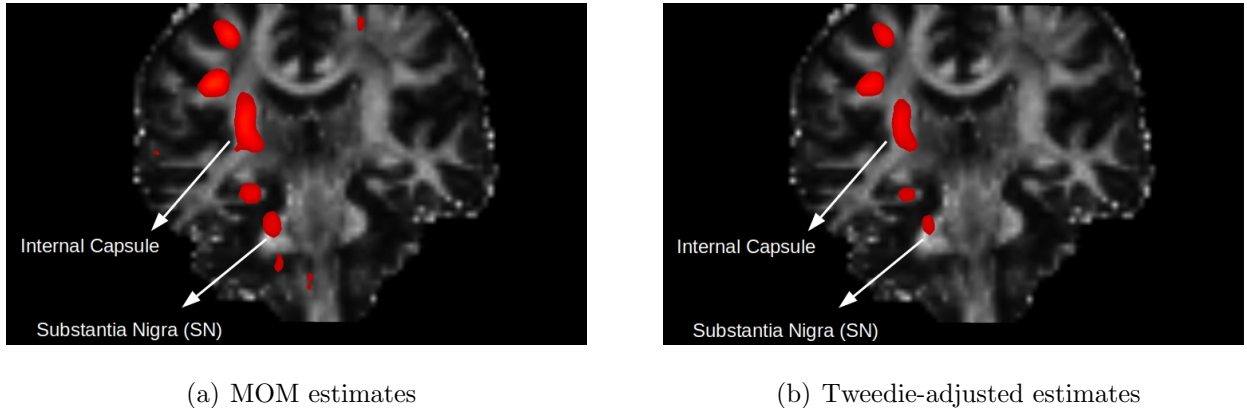 Internal Capsule
Substantia Nigra (SN)
Internal Capsule
Substantia Nigra (SN)
(a) MOM estimates
(b) Tweedie-adjusted estimates